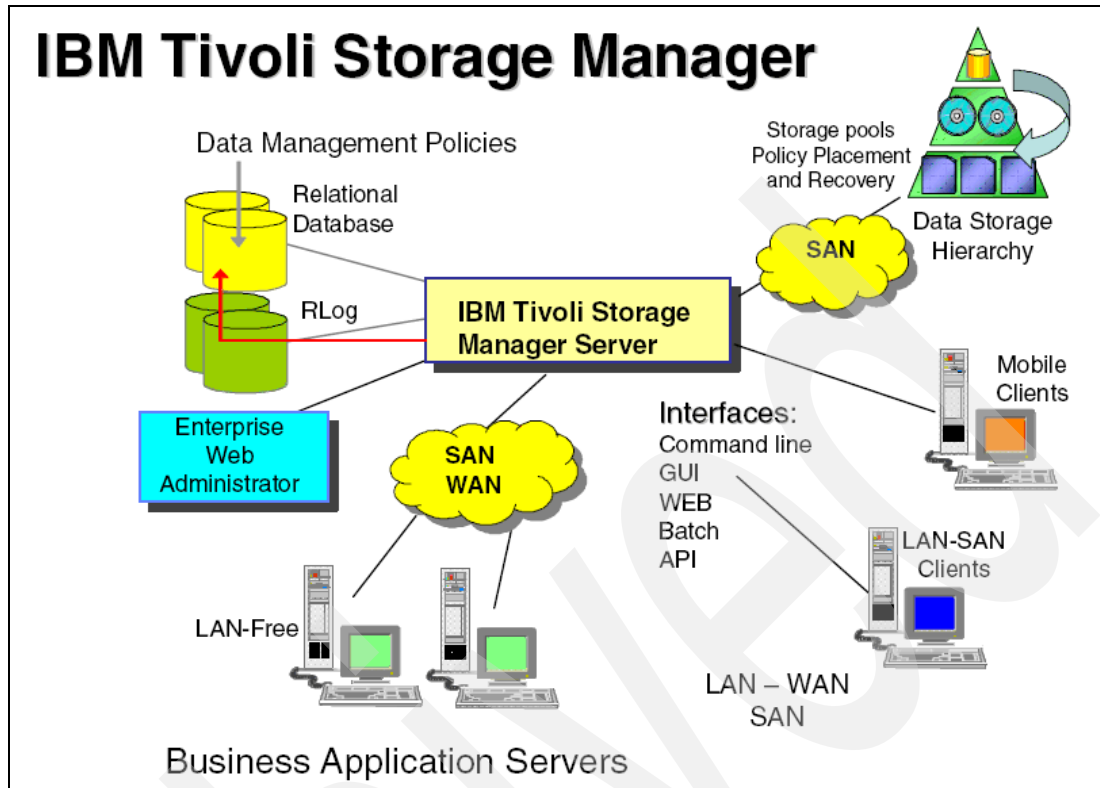 IBM Tivoli Storage Manager
Data Management Policies
Relational
Database
RLog
Storage pools
Policy Placement
and Recovery
Data Storage
Hierarchy
SAN
IBM Tivoli Storage
Manager Server
Enterprise
Web
Administrator
SAN
WAN
Interfaces:
Command line
GUI
WEB
Batch
API
Mobile
Clients
LAN-SAN
Clients
LAN-Free
LAN – WAN
SAN
Business Application Servers